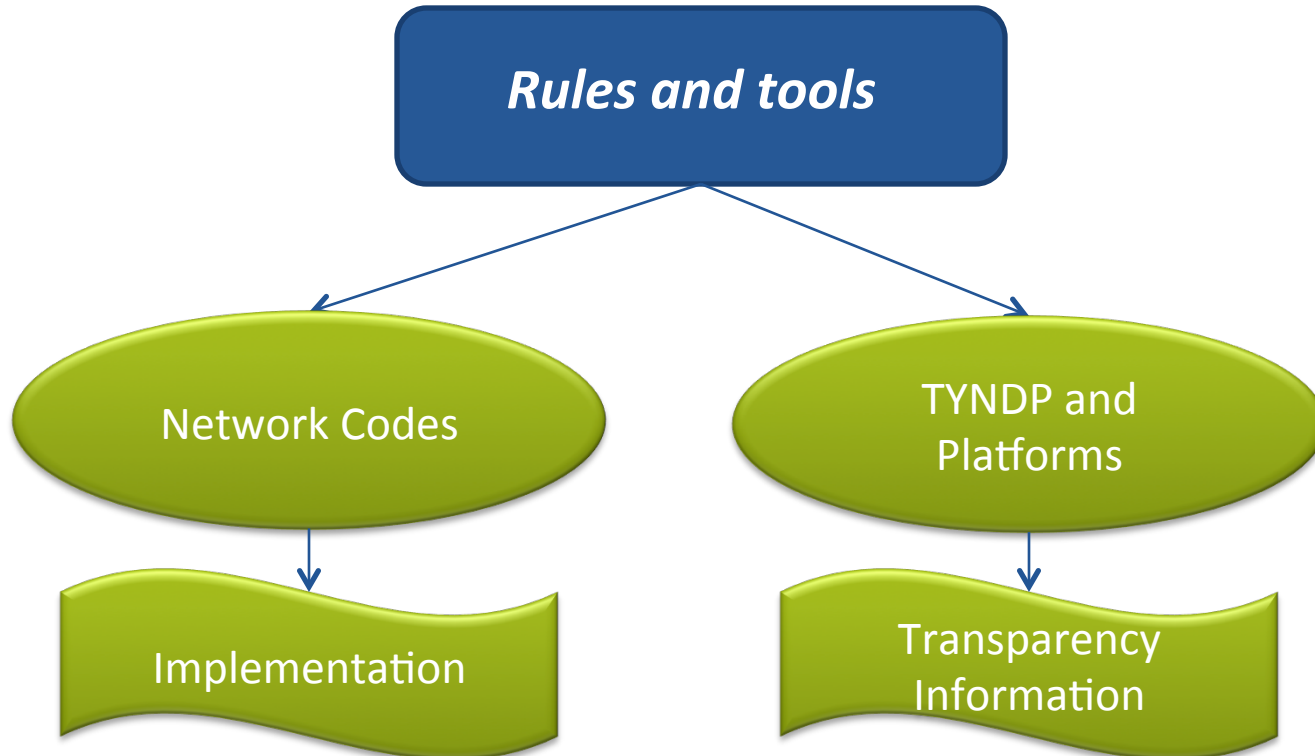 Rules and tools
Network Codes
TYNDP and
Platforms
Implementation
Transparency
Information